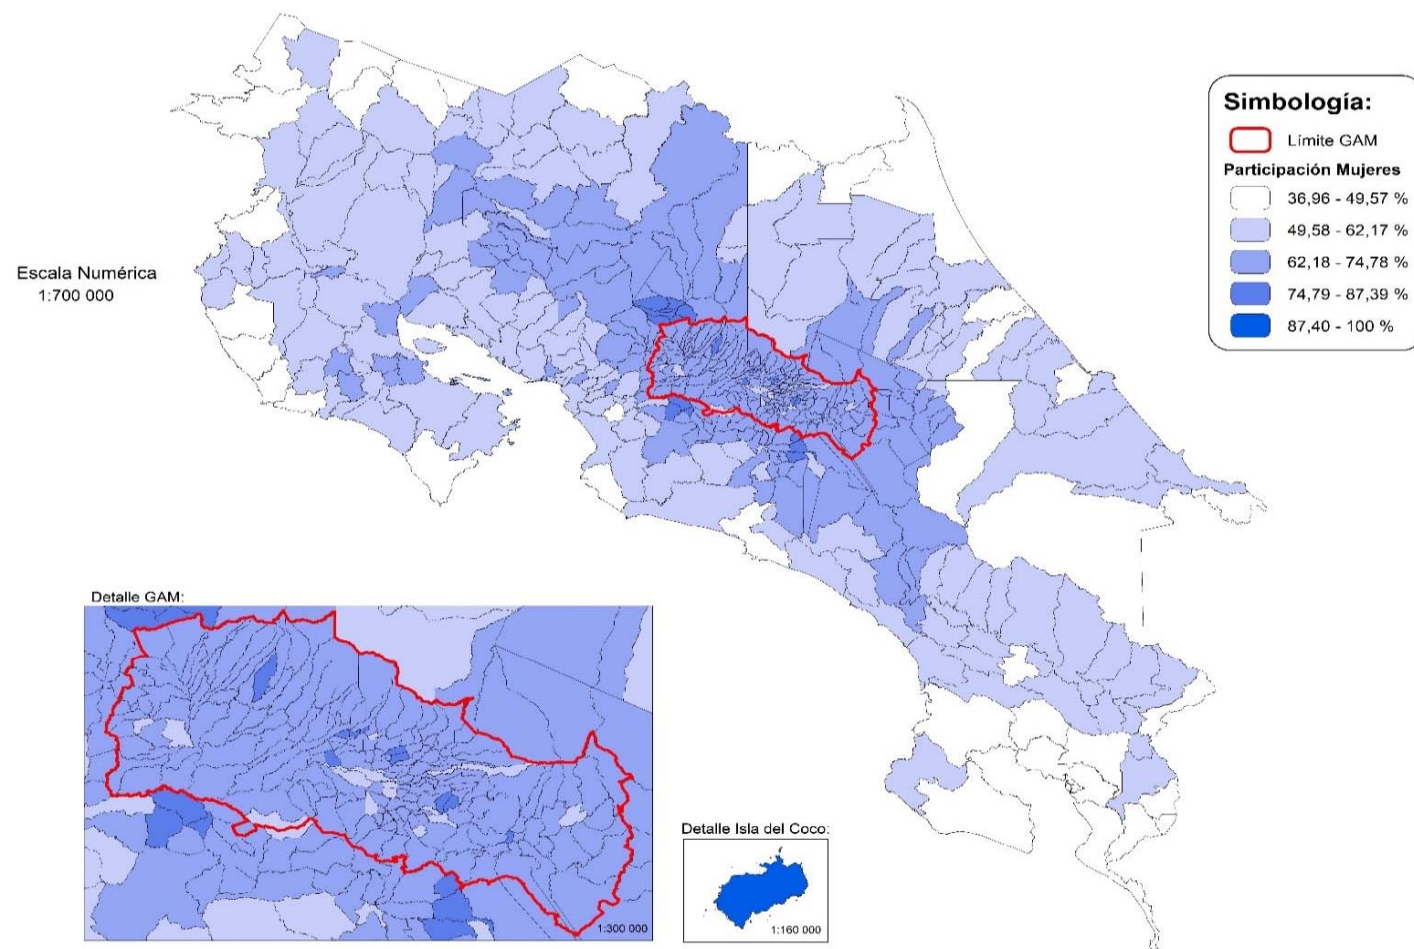 Simbología:
Límite GAM
Participación Mujeres
36,96 - 49,57 %
49,58 - 62,17 %
62,18 - 74,78 %
74,79 - 87,39 %
87,40 - 100 %
Escala Numérica
1:700 000
Detalle GAM:
1:300 000
Detalle Isla del Coco:
1:160 000